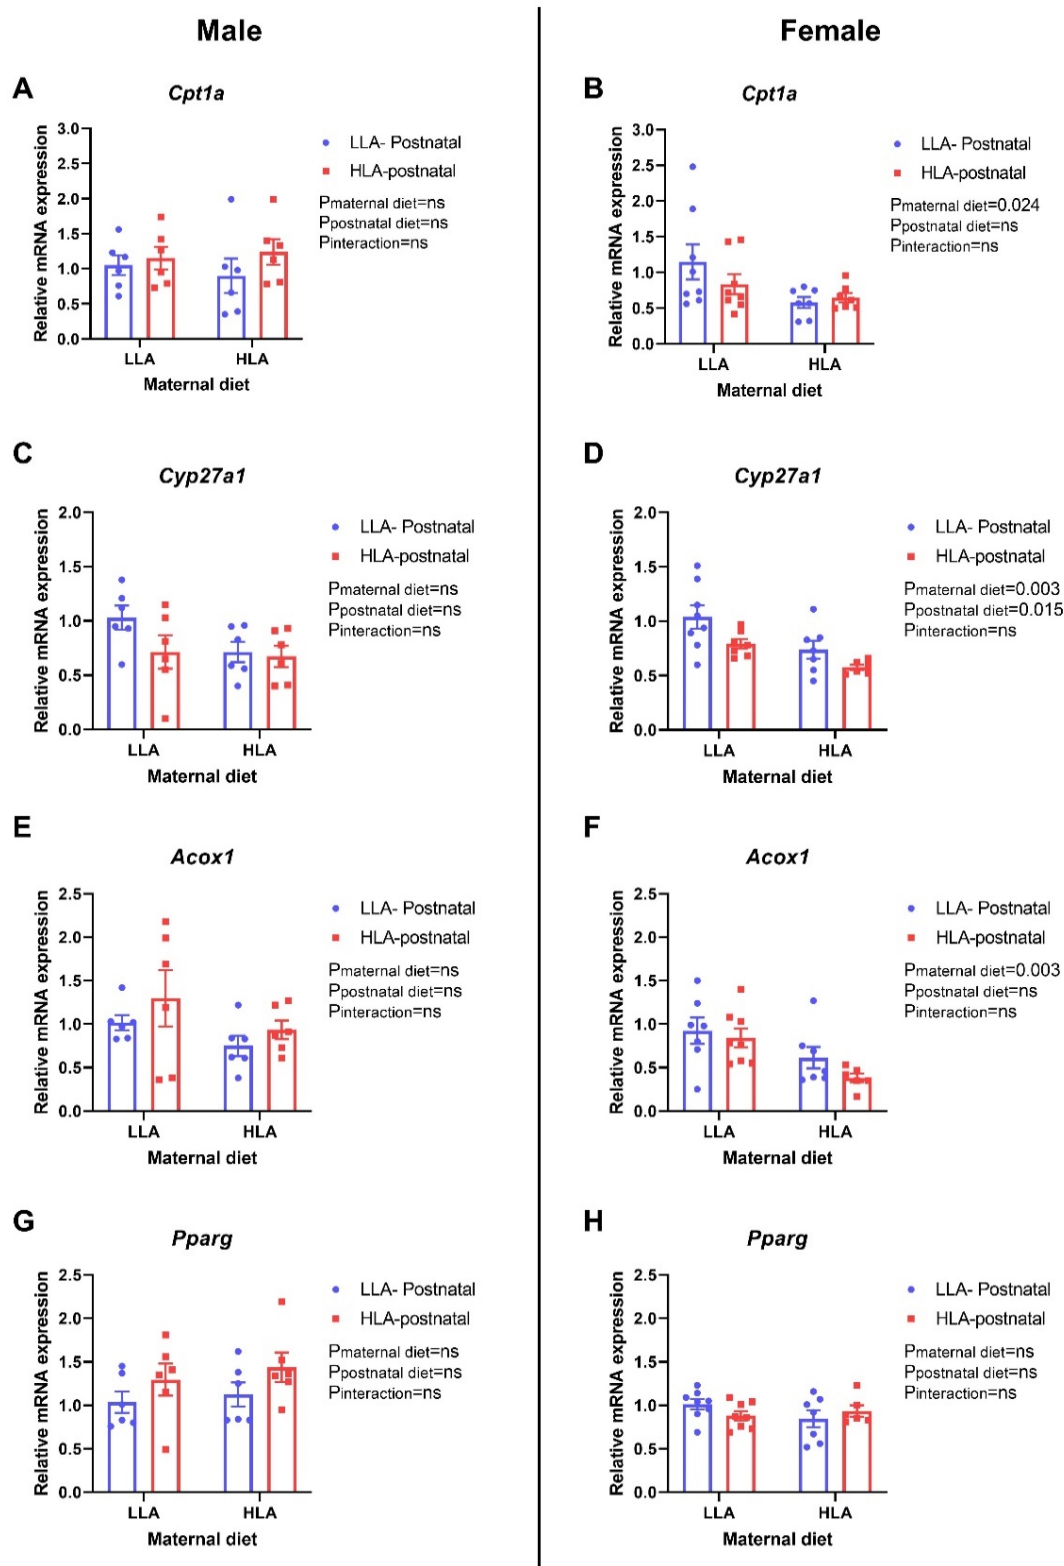 Male
Female
A
Cpt1a
Relative mRNA expression
3.0
2.5
2.0
1.5
1.0
0.5
0.0
LLA
HLA
Maternal diet
LLA- Postnatal
HLA-postnatal
Pmaternal diet=ns
Ppostnatal diet=ns
Pinteraction=ns
B
Cpt1a
Relative mRNA expression
3.0
2.5
2.0
1.5
1.0
0.5
0.0
LLA
HLA
Maternal diet
LLA- Postnatal
HLA-postnatal
Pmaternal diet=0.024
Ppostnatal diet=ns
Pinteraction=ns
C
Cyp27a1
Relative mRNA expression
2.0
1.5
1.0
0.5
0.0
LLA
HLA
Maternal diet
LLA- Postnatal
HLA-postnatal
Pmaternal diet=ns
Ppostnatal diet=ns
Pinteraction=ns
D
Cyp27a1
Relative mRNA expression
2.0
1.5
1.0
0.5
0.0
LLA
HLA
Maternal diet
LLA- Postnatal
HLA-postnatal
Pmaternal diet=0.003
Ppostnatal diet=0.015
Pinteraction=ns
E
Acox1
Relative mRNA expression
2.5
2.0
1.5
1.0
0.5
0.0
LLA
HLA
Maternal diet
LLA- Postnatal
HLA-postnatal
Pmaternal diet=ns
Ppostnatal diet=ns
Pinteraction=ns
F
Acox1
Relative mRNA expression
2.5
2.0
1.5
1.0
0.5
0.0
LLA
HLA
Maternal diet
LLA- Postnatal
HLA-postnatal
Pmaternal diet=0.003
Ppostnatal diet=ns
Pinteraction=ns
G
Pparg
Relative mRNA expression
2.5
2.0
1.5
1.0
0.5
0.0
LLA
HLA
Maternal diet
LLA- Postnatal
HLA-postnatal
Pmaternal diet=ns
Ppostnatal diet=ns
Pinteraction=ns
H
Pparg
Relative mRNA expression
2.5
2.0
1.5
1.0
0.5
0.0
LLA
HLA
Maternal diet
LLA- Postnatal
HLA-postnatal
Pmaternal diet=ns
Ppostnatal diet=ns
Pinteraction=ns